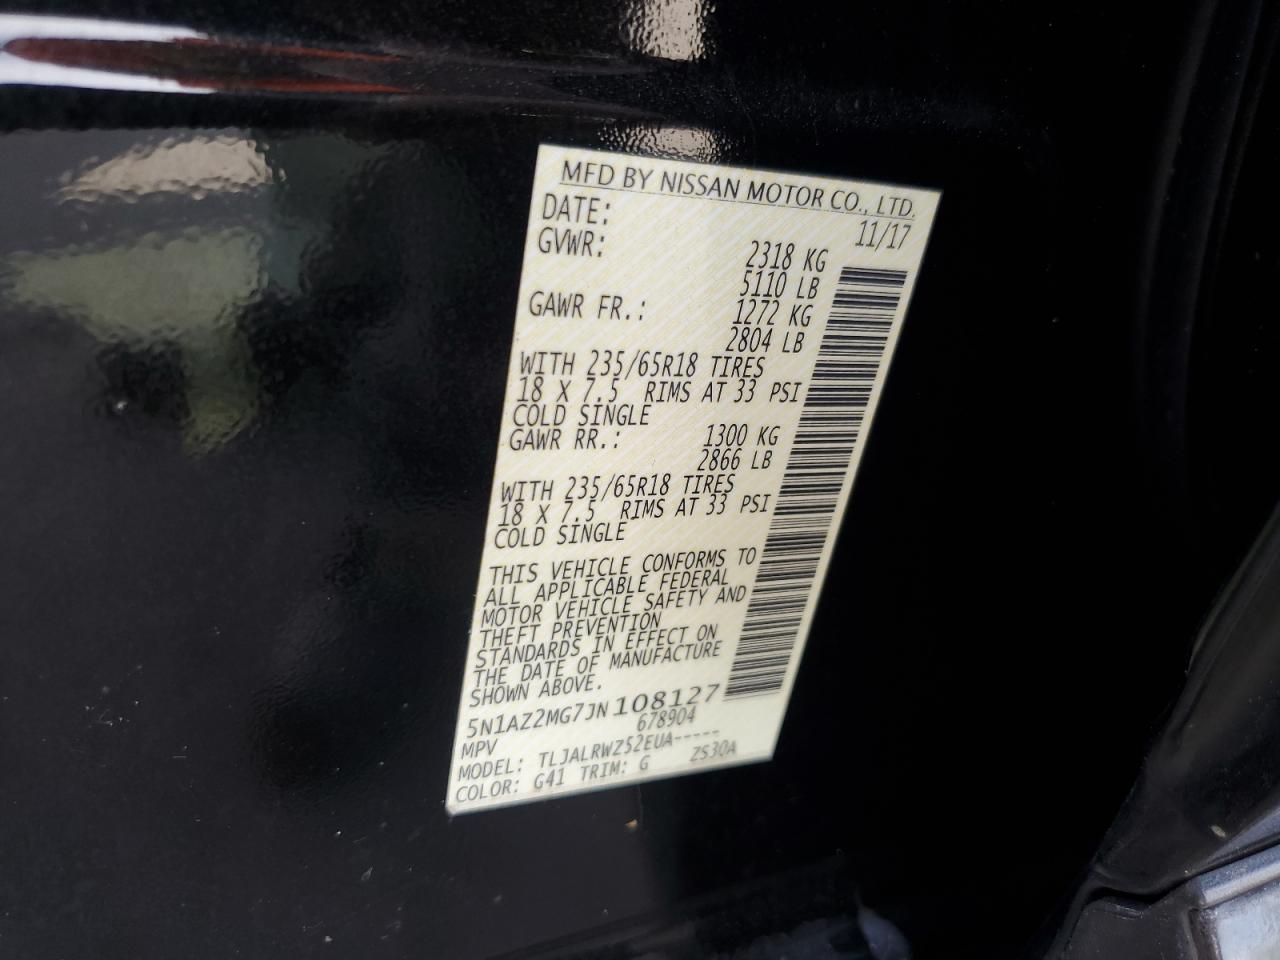 MFD BY NISSAN MOTOR CO., LTD.
DATE: 11/17
GVWR: 2318 KG
5110 LB
GAWR FR.: 1272 KG
2804 LB
WITH 235/65R18 TIRES
18 X 7.5 RIMS AT 33 PSI
COLD SINGLE
GAWR RR.: 1300 KG
2866 LB
WITH 235/65R18 TIRES
18 X 7.5 RIMS AT 33 PSI
COLD SINGLE
THIS VEHICLE CONFORMS TO
ALL APPLICABLE FEDERAL
MOTOR VEHICLE SAFETY AND
THEFT PREVENTION
STANDARDS IN EFFECT ON
THE DATE OF MANUFACTURE
SHOWN ABOVE.
5N1AZ2MG7JN108127
MPV 678904
MODEL: TLJALRWZ52EUA-----
COLOR: G41 TRIM: G ZS30A